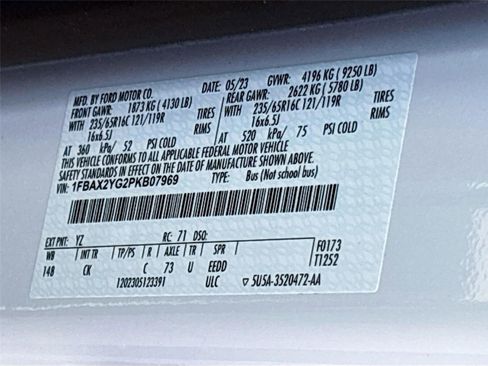 MFD. BY FORD MOTOR CO. DATE: 05/23 GVWR: 4196 KG (9250 LB)
FRONT GAWR: 1873 KG (4130 LB) REAR GAWR: 2622 KG (5780 LB)
WITH 235/65R16C 121/119R TIRES WITH 235/65R16C 121/119R TIRES
16x6.5J RIMS 16x6.5J RIMS
AT 360 kPa/ 52 PSI COLD AT 520 kPa/ 75 PSI COLD
THIS VEHICLE CONFORMS TO ALL APPLICABLE FEDERAL MOTOR VEHICLE
SAFETY STANDARDS IN EFFECT ON THE DATE OF MANUFACTURE SHOWN ABOVE.
VIN: 1FBAX2YG2PKB07969 TYPE: Bus (Not school bus)
EXT PNT: YZ RC: 71 DSO:
WB INT TR TP/PS R AXLE TR SPR F0173
148 CK C 73 U EEDD T1252
1202305123391 ULC ▽ 5U5A-3520472-AA